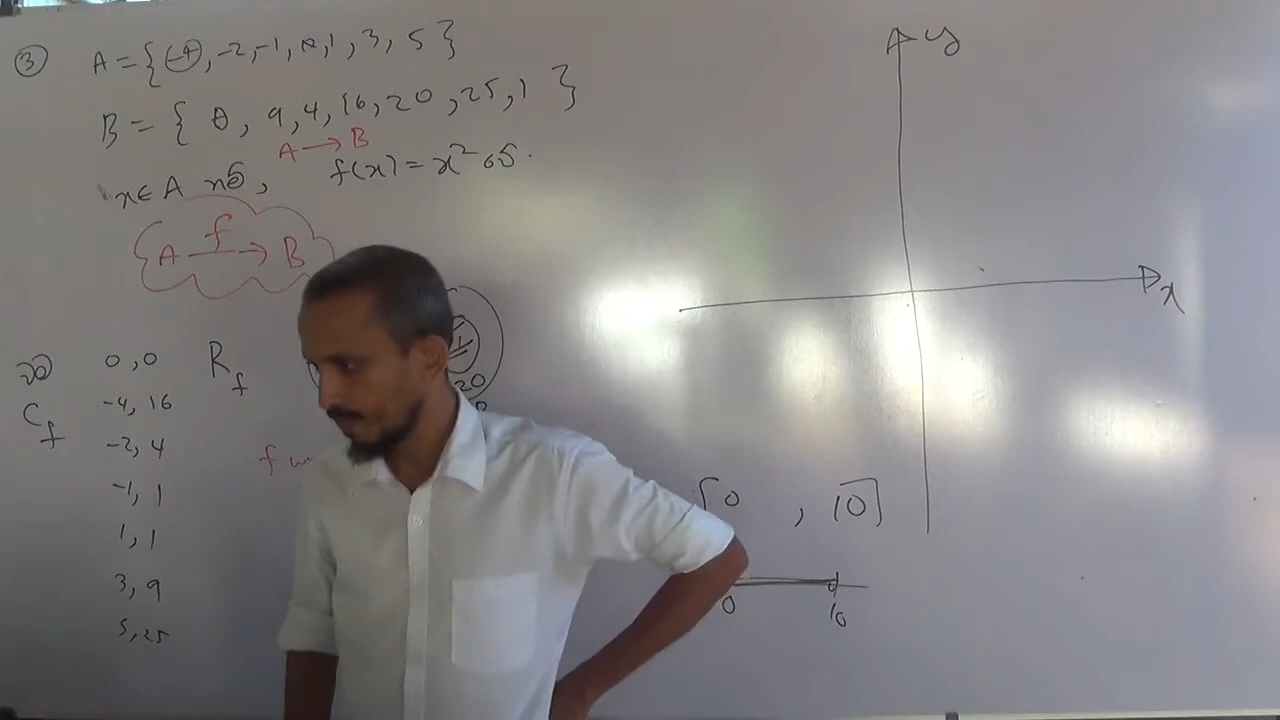 ③ A = { -4, -2, -1, 0, 1, 3, 5 }
B = { 0, 9, 4, 16, 20, 25, 1 }
A → B
x ∈ A නම්, f(x) = x² වේ.
A f→ B
0, 0 R_f
C_f -4, 16
-2, 4
-1, 1
1, 1
3, 9
5, 25
20
f
y
x
[0 , 10]
0 10